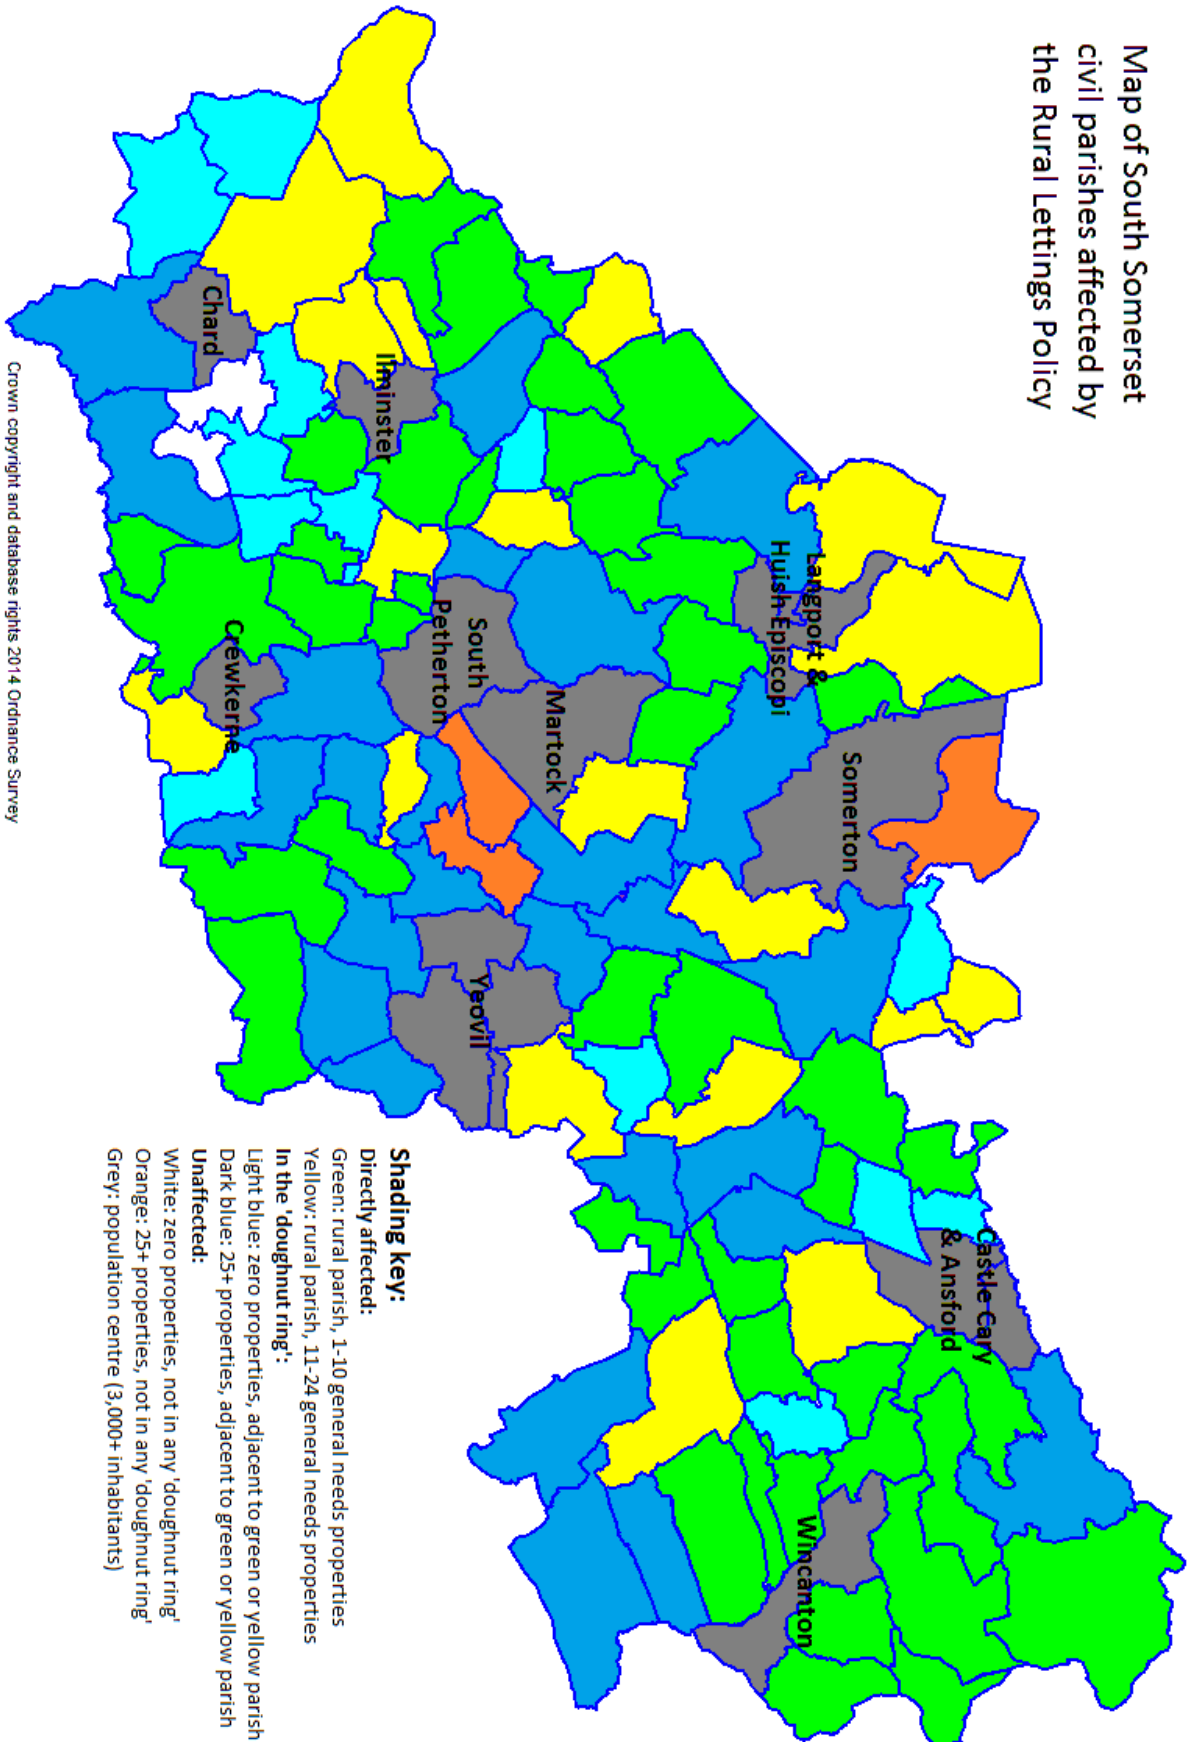 Map of South Somerset
civil parishes affected by
the Rural Lettings Policy
Chard
Ilminster
Langport &
Huish Episcopi
South
Petherton
Crewkerne
Martock
Somerton
Yeovil
Castle Cary
& Ansford
Wincanton
Shading key:
Directly affected:
Green: rural parish, 1-10 general needs properties
Yellow: rural parish, 11-24 general needs properties
In the 'doughnut ring':
Light blue: zero properties, adjacent to green or yellow parish
Dark blue: 25+ properties, adjacent to green or yellow parish
Unaffected:
White: zero properties, not in any 'doughnut ring'
Orange: 25+ properties, not in any 'doughnut ring'
Grey: population centre (3,000+ inhabitants)
Crown copyright and database rights 2014 Ordnance Survey